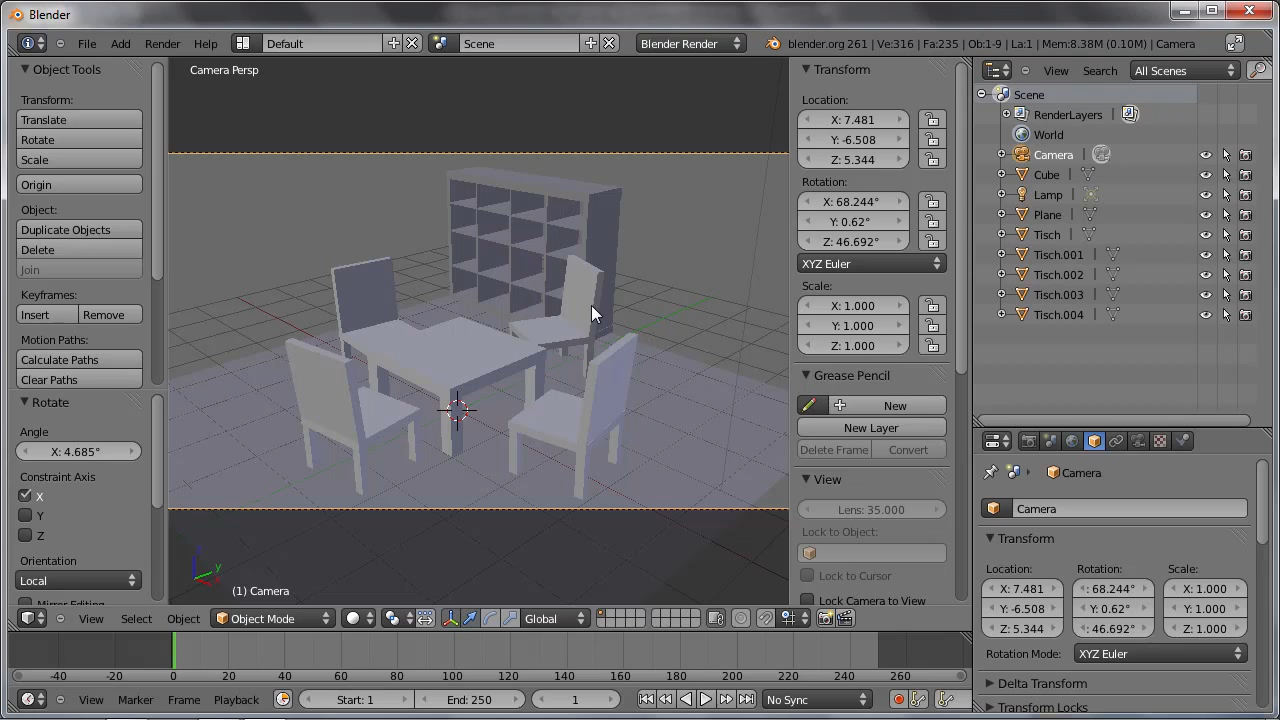 Blender
File Add Render Help Default Scene Blender Render blender.org 261 | Ve:316 | Fa:235 | Ob:1-9 | La:1 | Mem:8.38M (0.10M) | Camera
Object Tools
Transform:
Translate
Rotate
Scale
Origin
Object:
Duplicate Objects
Delete
Join
Keyframes:
Insert Remove
Motion Paths:
Calculate Paths
Clear Paths
Rotate
Angle
X: 4.685°
Constraint Axis
X
Y
Z
Orientation
Local
Mirror Editing
Camera Persp
y
(1) Camera
Transform
Location:
X: 7.481
Y: -6.508
Z: 5.344
Rotation:
X: 68.244°
Y: 0.62°
Z: 46.692°
XYZ Euler
Scale:
X: 1.000
Y: 1.000
Z: 1.000
Grease Pencil
New
New Layer
Delete Frame Convert
View
Lens: 35.000
Lock to Object:
Lock to Cursor
Lock Camera to View
View Search All Scenes
Scene
RenderLayers |
World
Camera |
Cube |
Lamp |
Plane |
Tisch |
Tisch.001 |
Tisch.002 |
Tisch.003 |
Tisch.004 |
Camera
Camera
Transform
Location: Rotation: Scale:
X: 7.481 : 68.244° X: 1.000
Y: -6.508 Y: 0.62° Y: 1.000
Z: 5.344 : 46.692° Z: 1.000
Rotation Mode: XYZ Euler
Delta Transform
Transform Locks
View Select Object Object Mode Global
-40 -20 0 20 40 60 80 100 120 140 160 180 200 220 240 260
View Marker Frame Playback Start: 1 End: 250 1 No Sync